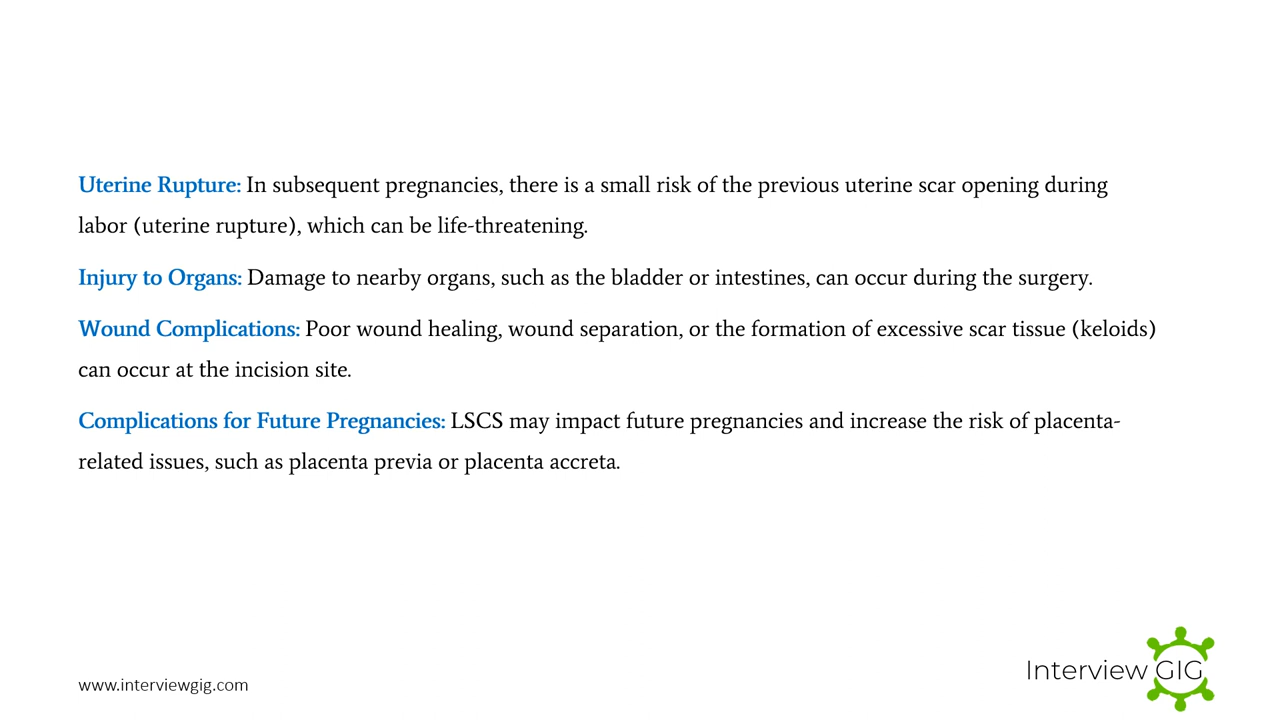 Uterine Rupture: In subsequent pregnancies, there is a small risk of the previous uterine scar opening during
labor (uterine rupture), which can be life-threatening.
Injury to Organs: Damage to nearby organs, such as the bladder or intestines, can occur during the surgery.
Wound Complications: Poor wound healing, wound separation, or the formation of excessive scar tissue (keloids)
can occur at the incision site.
Complications for Future Pregnancies: LSCS may impact future pregnancies and increase the risk of placenta-
related issues, such as placenta previa or placenta accreta.
www.interviewgig.com
Interview GIG